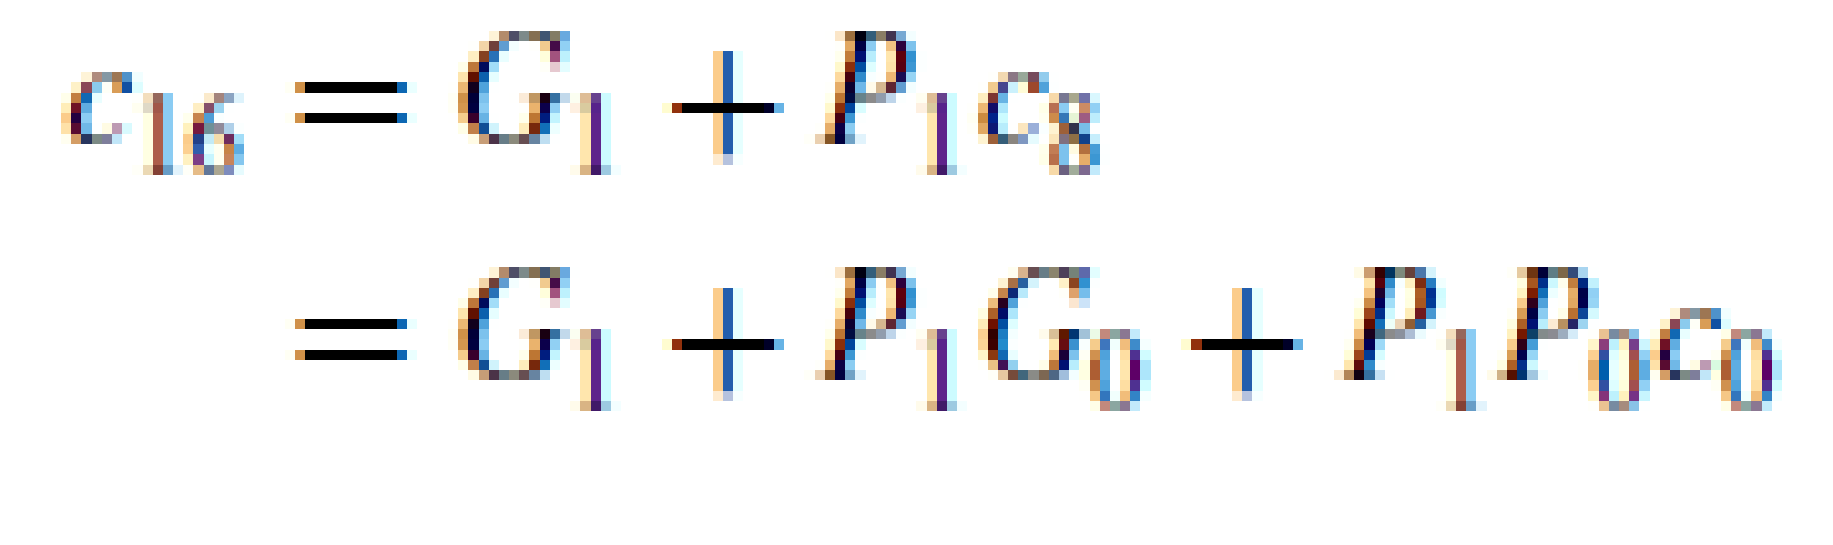 c₁₆ = G₁ + P₁c₈
= G₁ + P₁G₀ + P₁P₀c₀